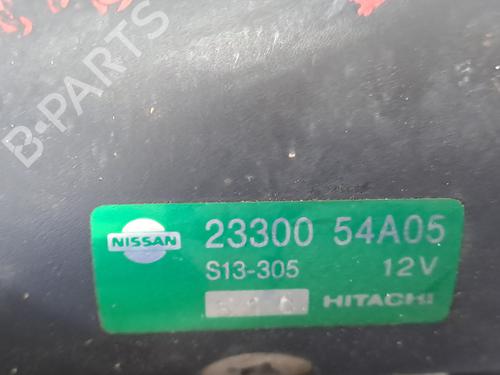 B-PARTS
NISSAN 23300 54A05
S13-305 12V
HITACHI